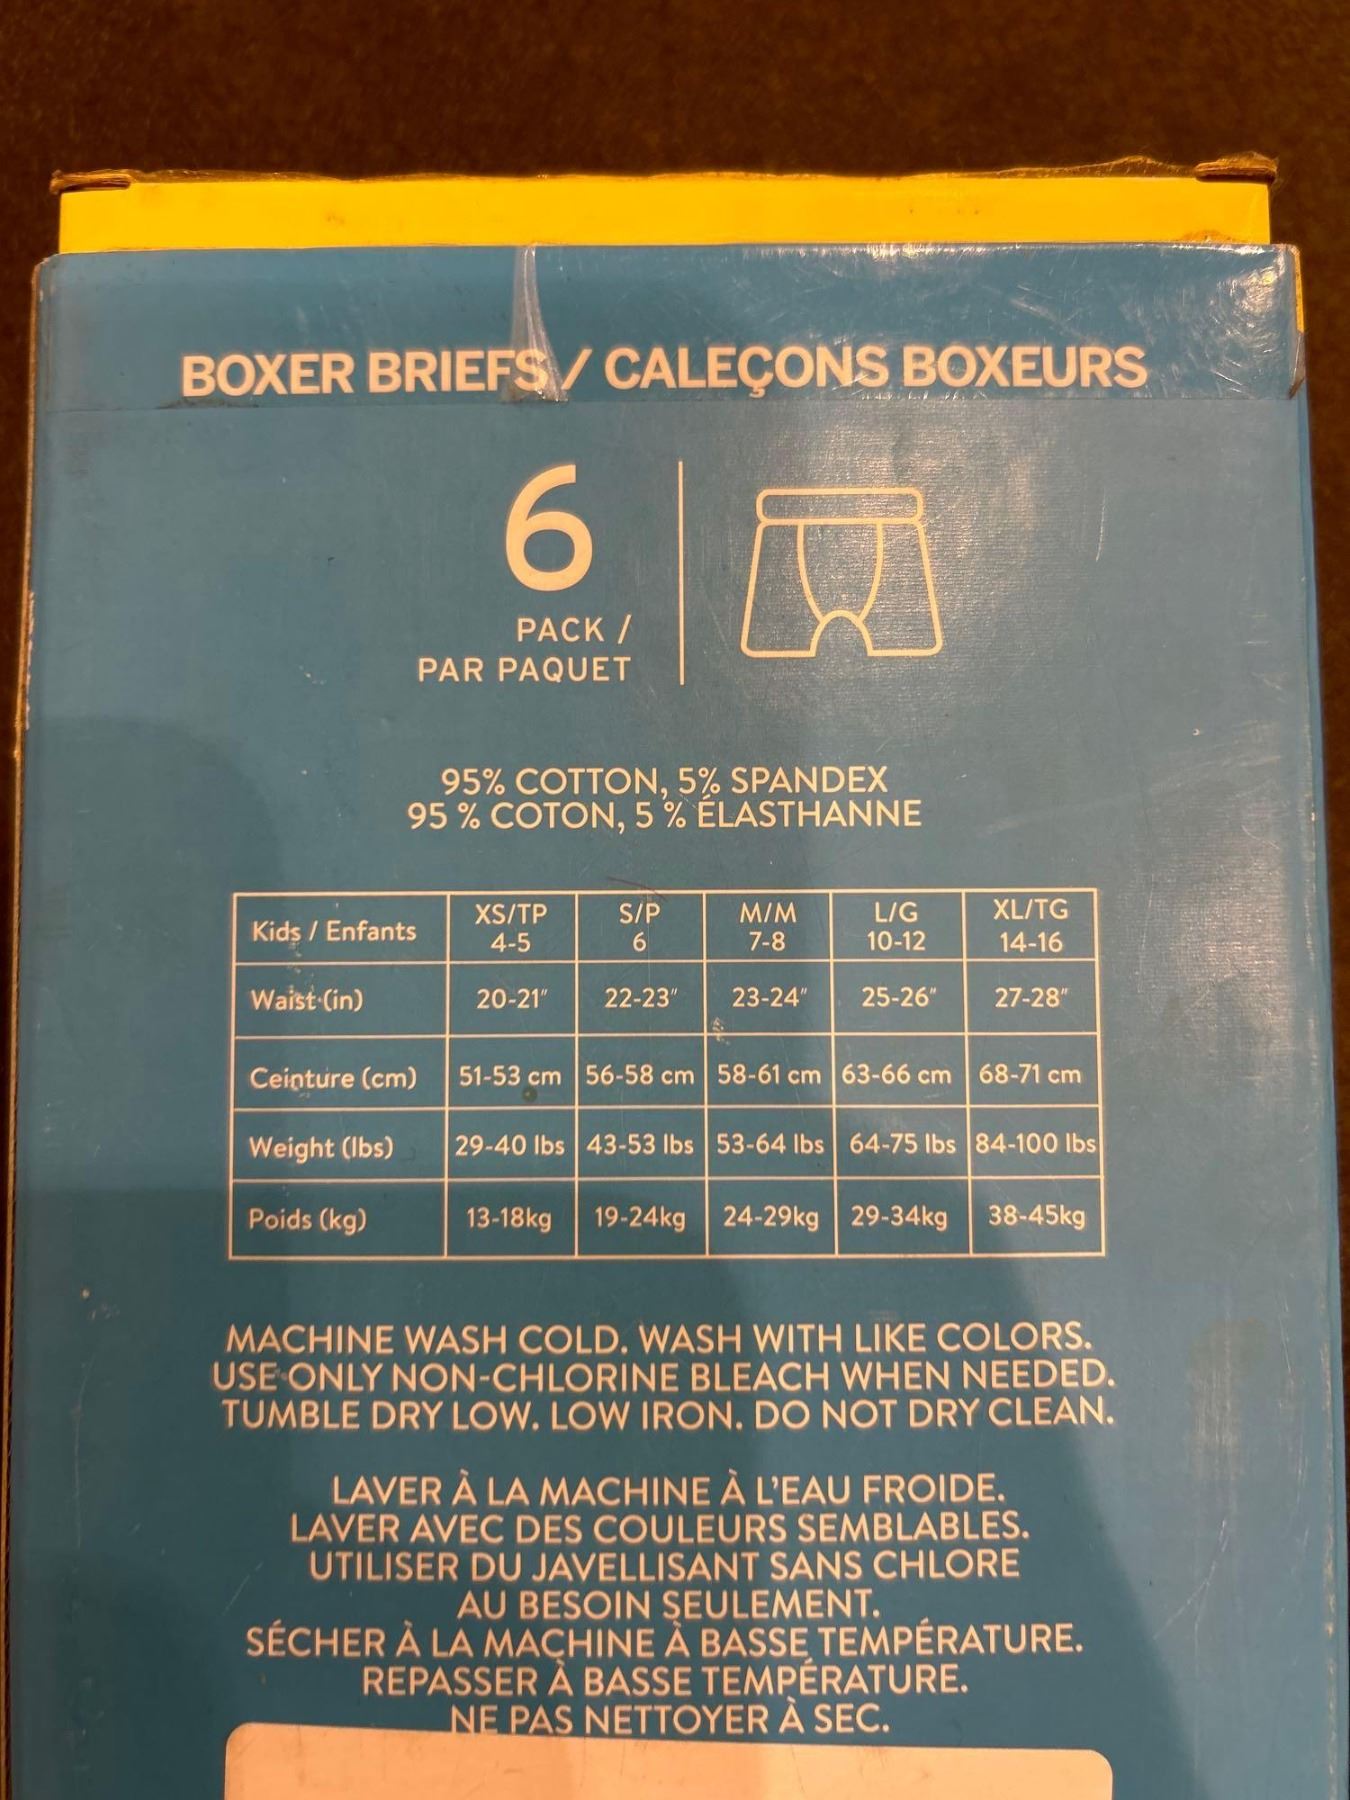 BOXER BRIEFS / CALEÇONS BOXEURS
6
PACK /
PAR PAQUET
95% COTTON, 5% SPANDEX
95 % COTON, 5 % ÉLASTHANNE
Kids / Enfants XS/TP 4-5 S/P 6 M/M 7-8 L/G 10-12 XL/TG 14-16
Waist (in) 20-21" 22-23" 23-24" 25-26" 27-28"
Ceinture (cm) 51-53 cm 56-58 cm 58-61 cm 63-66 cm 68-71 cm
Weight (lbs) 29-40 lbs 43-53 lbs 53-64 lbs 64-75 lbs 84-100 lbs
Poids (kg) 13-18kg 19-24kg 24-29kg 29-34kg 38-45kg
MACHINE WASH COLD. WASH WITH LIKE COLORS.
USE ONLY NON-CHLORINE BLEACH WHEN NEEDED.
TUMBLE DRY LOW. LOW IRON. DO NOT DRY CLEAN.
LAVER À LA MACHINE À L'EAU FROIDE.
LAVER AVEC DES COULEURS SEMBLABLES.
UTILISER DU JAVELLISANT SANS CHLORE
AU BESOIN SEULEMENT.
SÉCHER À LA MACHINE À BASSE TEMPÉRATURE.
REPASSER À BASSE TEMPÉRATURE.
NE PAS NETTOYER À SEC.